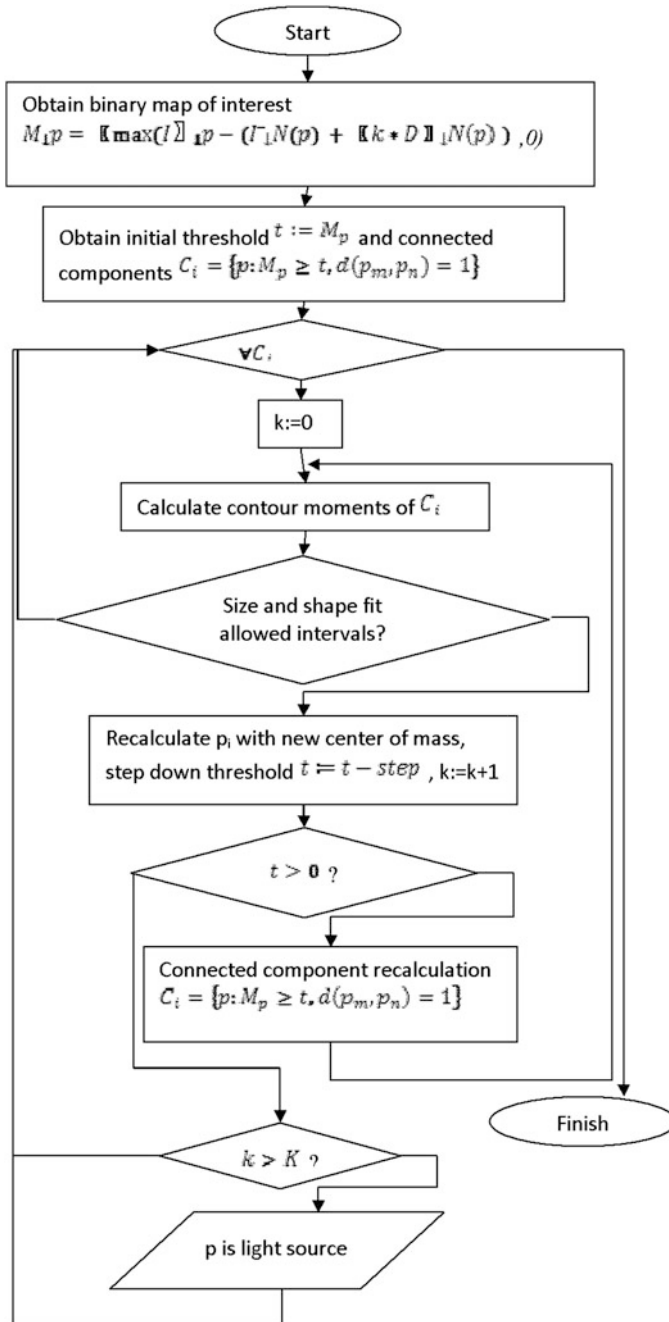 Start
Obtain binary map of interest
M⊥p = 〖max(I〗⊥p − (I¯⊥N(p) + 〖k * D〗⊥N(p) ) ,0)
Obtain initial threshold t := M_p and connected
components C_i = {p: M_p ≥ t, d(p_m, p_n) = 1}
∀C_i
k:=0
Calculate contour moments of C_i
Size and shape fit
allowed intervals?
Recalculate p_i with new center of mass,
step down threshold t ≔ t − step , k:=k+1
t > 0 ?
Connected component recalculation
C_i = {p: M_p ≥ t, d(p_m, p_n) = 1}
Finish
k > K ?
p is light source